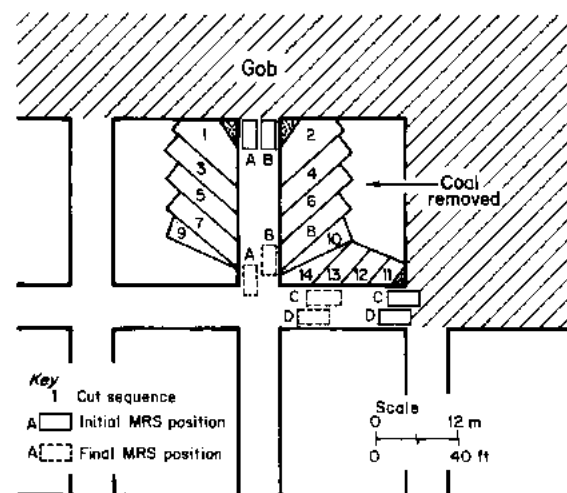 Gob
1
2
A B
3
4
Coal
removed
5
6
7
8
9
10
B
A
14 13 12 11
C
C
D
D
Key
1 Cut sequence
A Initial MRS position
A Final MRS position
Scale
0 12 m
0 40 ft